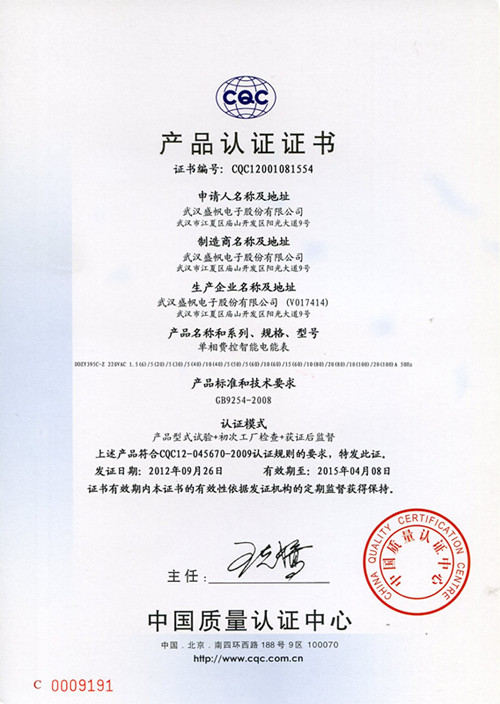 CQC
产品认证证书
证书编号: CQC12001081554
申请人名称及地址
武汉盛帆电子股份有限公司
武汉市江夏区庙山开发区阳光大道9号
制造商名称及地址
武汉盛帆电子股份有限公司
武汉市江夏区庙山开发区阳光大道9号
生产企业名称及地址
武汉盛帆电子股份有限公司 (V017414)
武汉市江夏区庙山开发区阳光大道9号
产品名称和系列、规格、型号
单相费控智能电能表
DDZY395C-Z 220VAC 1.5(6)/5(20)/5(30)/5(40)/10(40)/5(50)/5(60)/10(60)/15(60)/10(80)/20(80)/10(100)/20(100)A 50Hz
产品标准和技术要求
GB9254-2008
认证模式
产品型式试验+初次工厂检查+获证后监督
上述产品符合CQC12-045670-2009认证规则的要求，特发此证。
发证日期: 2012年09月26日 有效期至: 2015年04月08日
证书有效期内本证书的有效性依据发证机构的定期监督获得保持。
CHINA QUALITY CERTIFICATION CENTRE
中国质量认证中心
主任:
中国质量认证中心
中国．北京．南四环西路188号9区 100070
http://www.cqc.com.cn
C 0009191